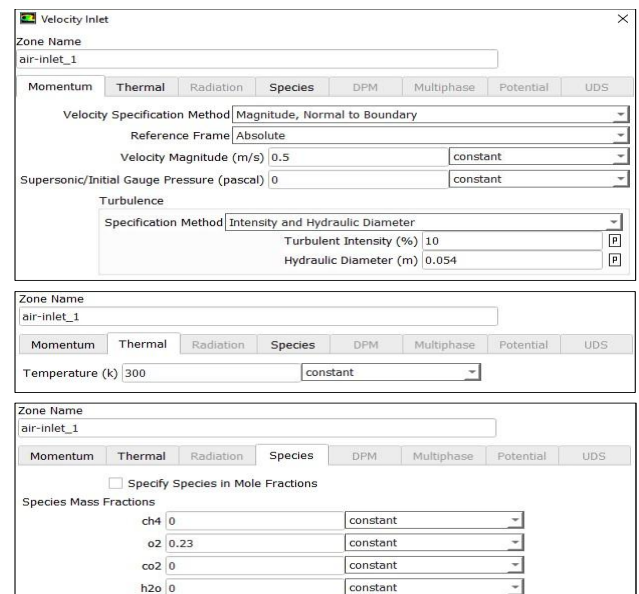 Velocity Inlet
Zone Name
air-inlet_1
Momentum Thermal Radiation Species DPM Multiphase Potential UDS
Velocity Specification Method Magnitude, Normal to Boundary
Reference Frame Absolute
Velocity Magnitude (m/s) 0.5 constant
Supersonic/Initial Gauge Pressure (pascal) 0 constant
Turbulence
Specification Method Intensity and Hydraulic Diameter
Turbulent Intensity (%) 10 P
Hydraulic Diameter (m) 0.054 P
Zone Name
air-inlet_1
Momentum Thermal Radiation Species DPM Multiphase Potential UDS
Temperature (k) 300 constant
Zone Name
air-inlet_1
Momentum Thermal Radiation Species DPM Multiphase Potential UDS
Specify Species in Mole Fractions
Species Mass Fractions
ch4 0 constant
o2 0.23 constant
co2 0 constant
h2o 0 constant